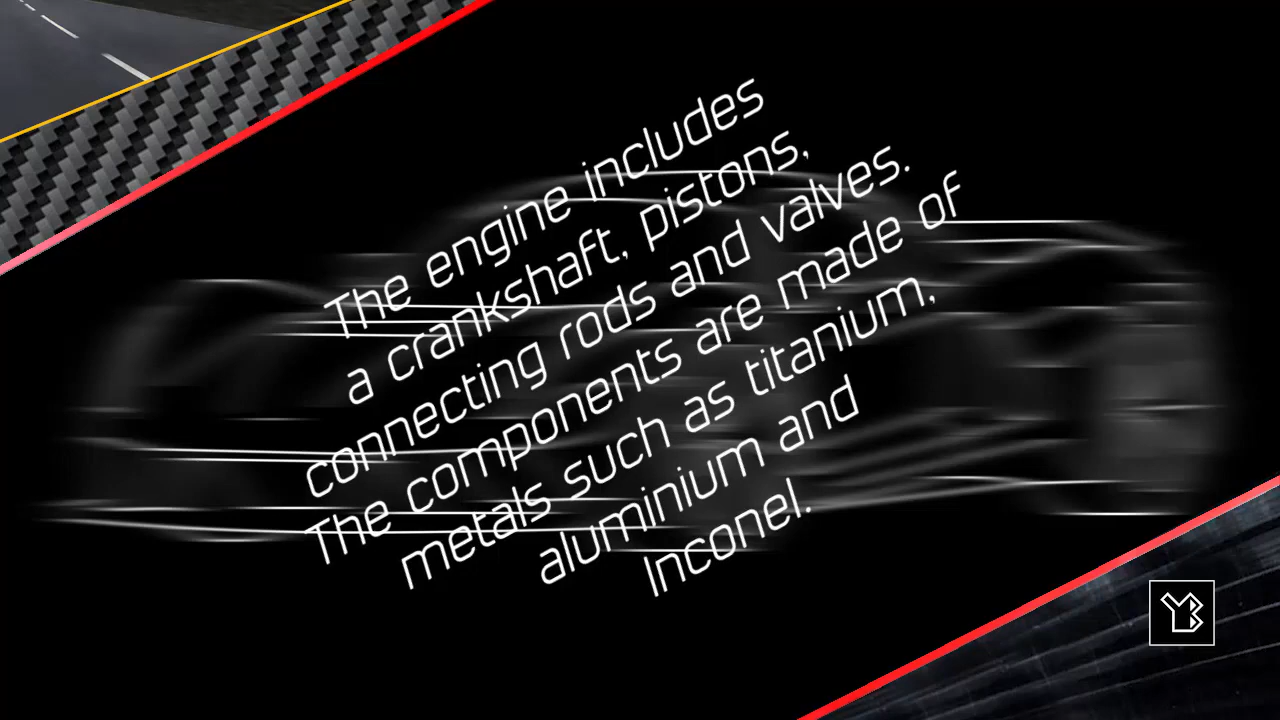 The engine includes
a crankshaft, pistons,
connecting rods and valves.
The components are made of
metals such as titanium,
aluminium and
Inconel.